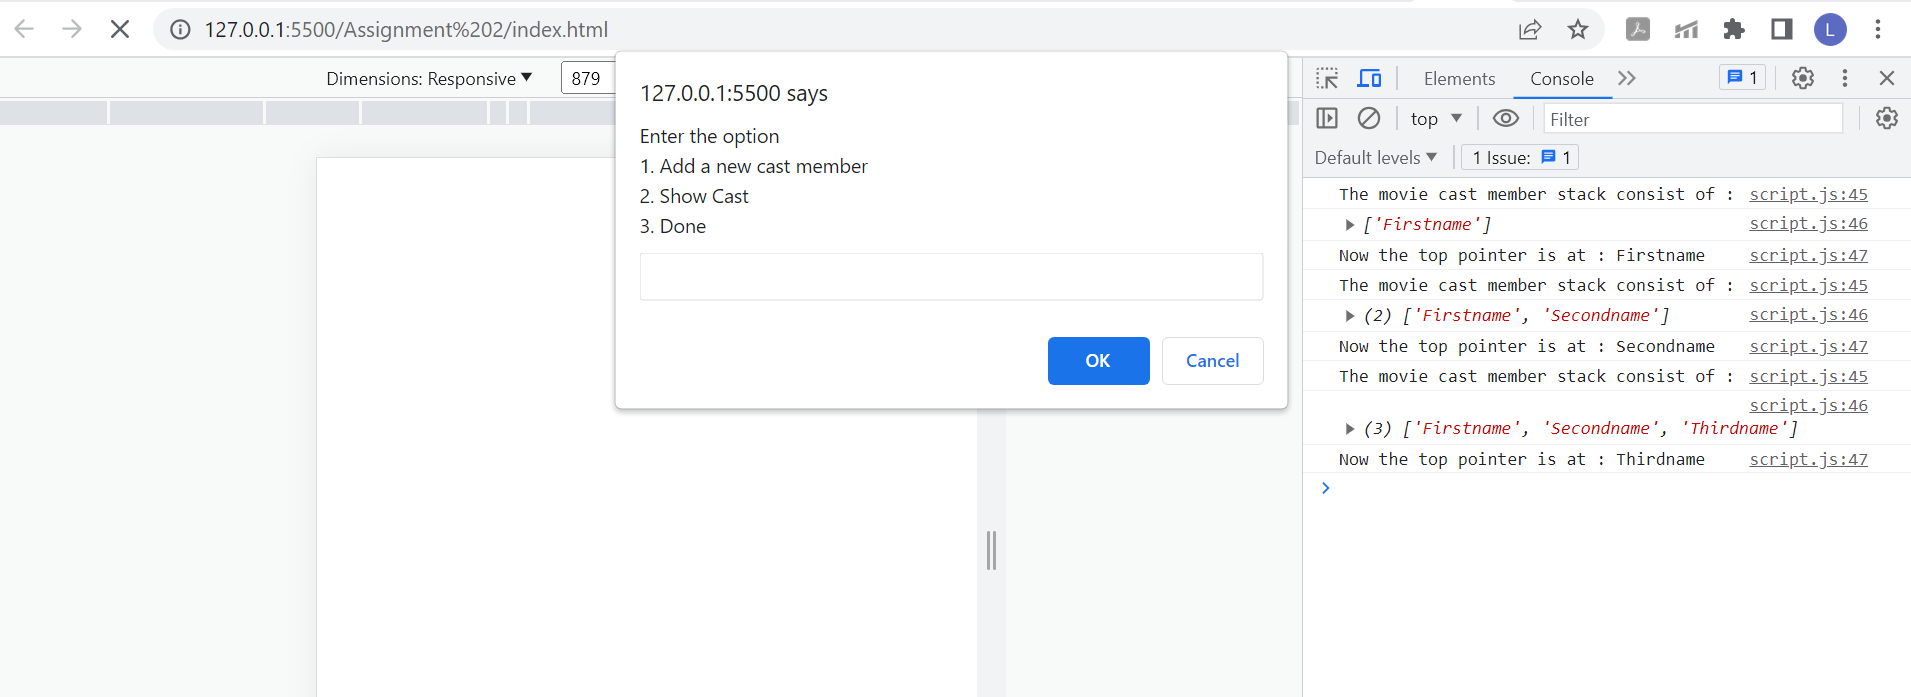 127.0.0.1:5500/Assignment%202/index.html
L
Dimensions: Responsive
879
127.0.0.1:5500 says
Enter the option
1. Add a new cast member
2. Show Cast
3. Done
OK
Cancel
Elements
Console
1
top
Filter
Default levels
1 Issue: 1
The movie cast member stack consist of : script.js:45
['Firstname'] script.js:46
Now the top pointer is at : Firstname script.js:47
The movie cast member stack consist of : script.js:45
(2) ['Firstname', 'Secondname'] script.js:46
Now the top pointer is at : Secondname script.js:47
The movie cast member stack consist of : script.js:45
script.js:46
(3) ['Firstname', 'Secondname', 'Thirdname']
Now the top pointer is at : Thirdname script.js:47